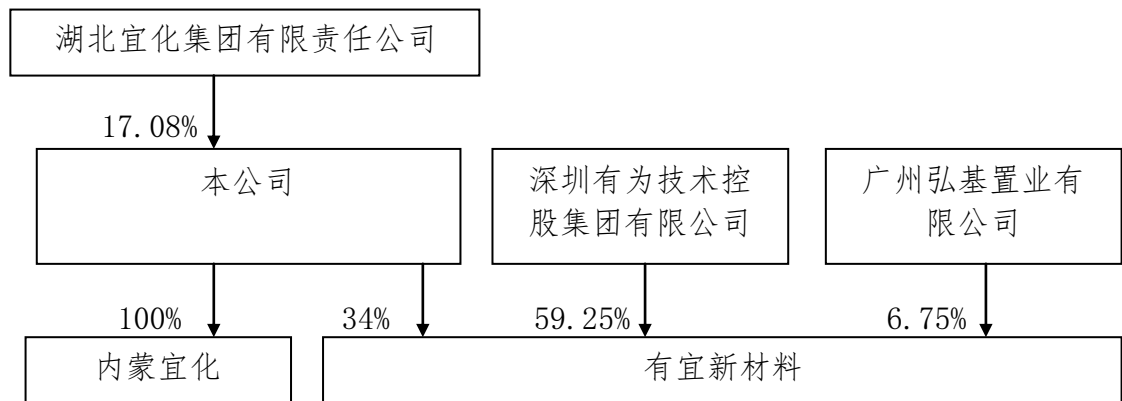 湖北宜化集团有限责任公司
17.08%
本公司
深圳有为技术控
股集团有限公司
广州弘基置业有
限公司
100%
34%
59.25%
6.75%
内蒙宜化
有宜新材料